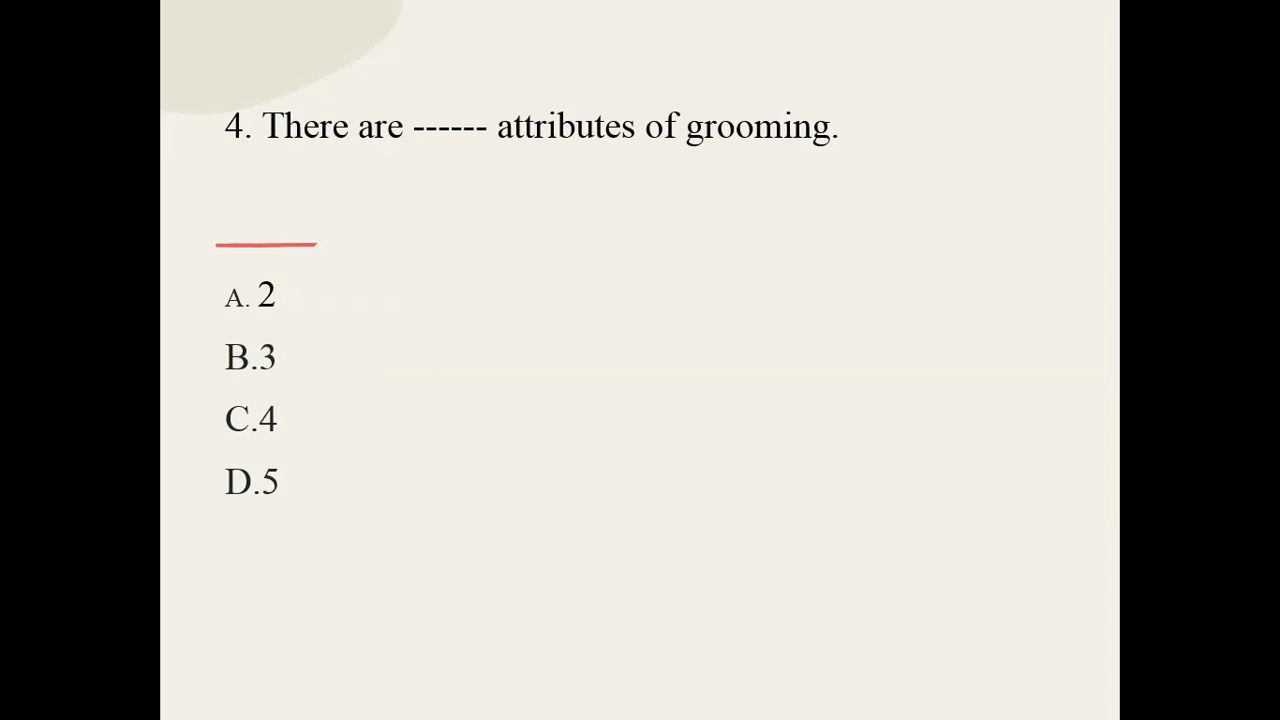 4. There are ------ attributes of grooming.
A. 2
B.3
C.4
D.5